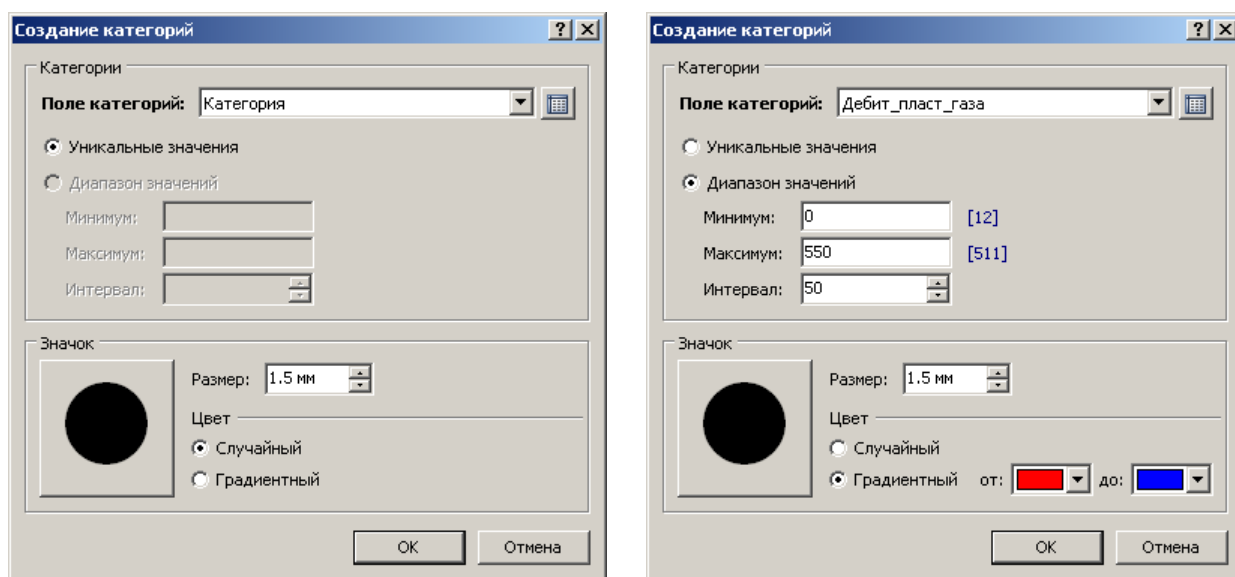 Создание категорий
Категории
Поле категорий: Категория
Уникальные значения
Диапазон значений
Минимум:
Максимум:
Интервал:
Значок
Размер: 1.5 мм
Цвет
Случайный
Градиентный
ОК Отмена
Создание категорий
Категории
Поле категорий: Дебит_пласт_газа
Уникальные значения
Диапазон значений
Минимум: 0 [12]
Максимум: 550 [511]
Интервал: 50
Значок
Размер: 1.5 мм
Цвет
Случайный
Градиентный от: до:
ОК Отмена